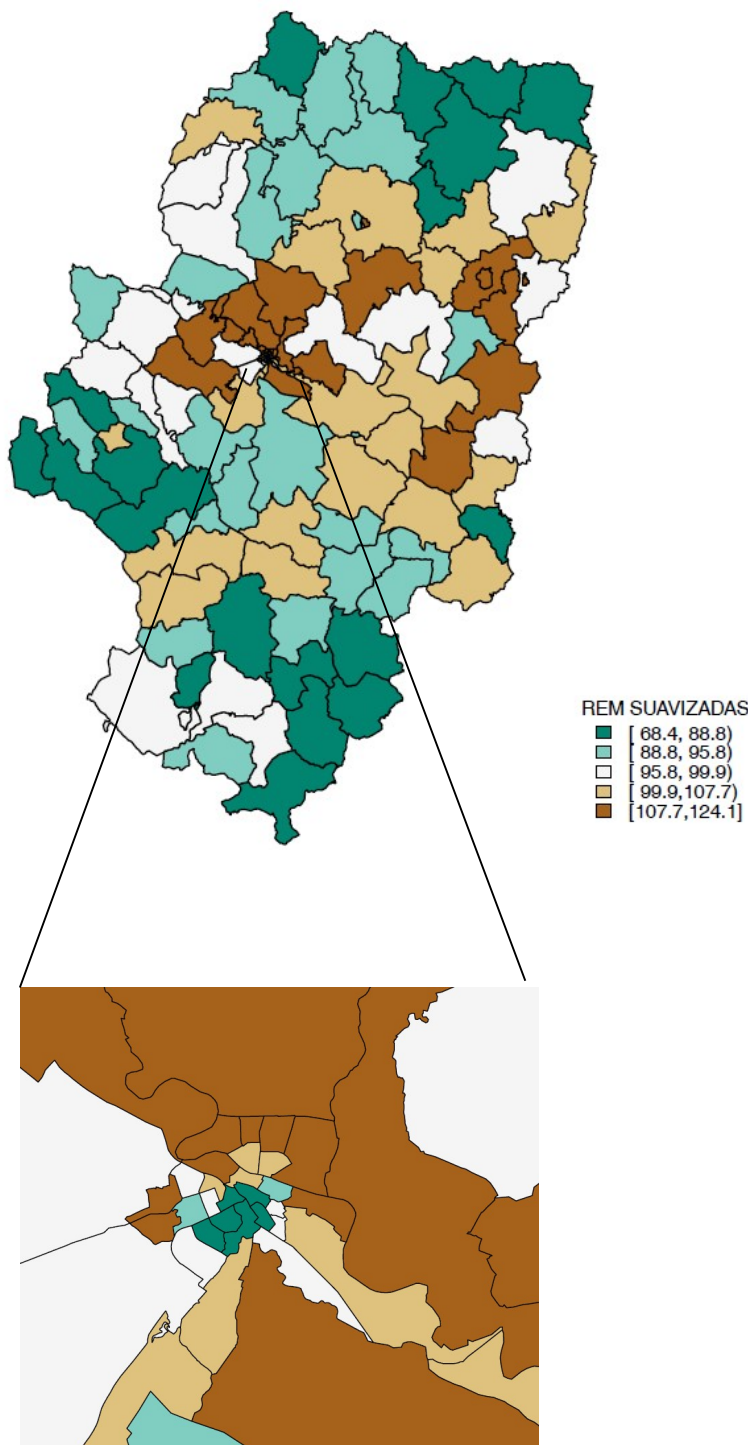 REM SUAVIZADAS
[ 68.4, 88.8)
[ 88.8, 95.8)
[ 95.8, 99.9)
[ 99.9,107.7)
[107.7,124.1]